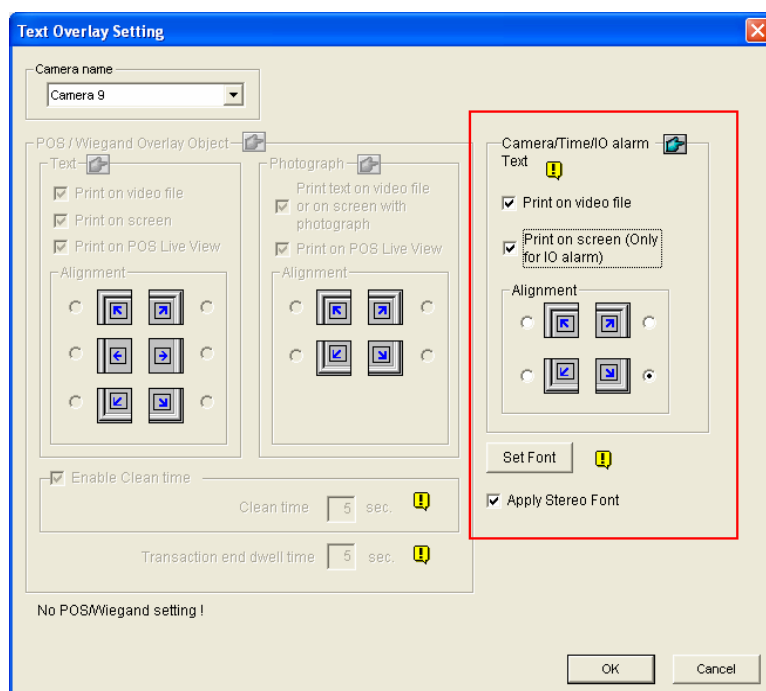 Text Overlay Setting
Camera name
Camera 9
POS / Wiegand Overlay Object
Text
Print on video file
Print on screen
Print on POS Live View
Alignment
Photograph
Print text on video file
or on screen with
photograph
Print on POS Live View
Alignment
Enable Clean time
Clean time 5 sec.
Transaction end dwell time 5 sec.
No POS/Wiegand setting !
Camera/Time/IO alarm
Text
Print on video file
Print on screen (Only
for IO alarm)
Alignment
Set Font
Apply Stereo Font
OK
Cancel